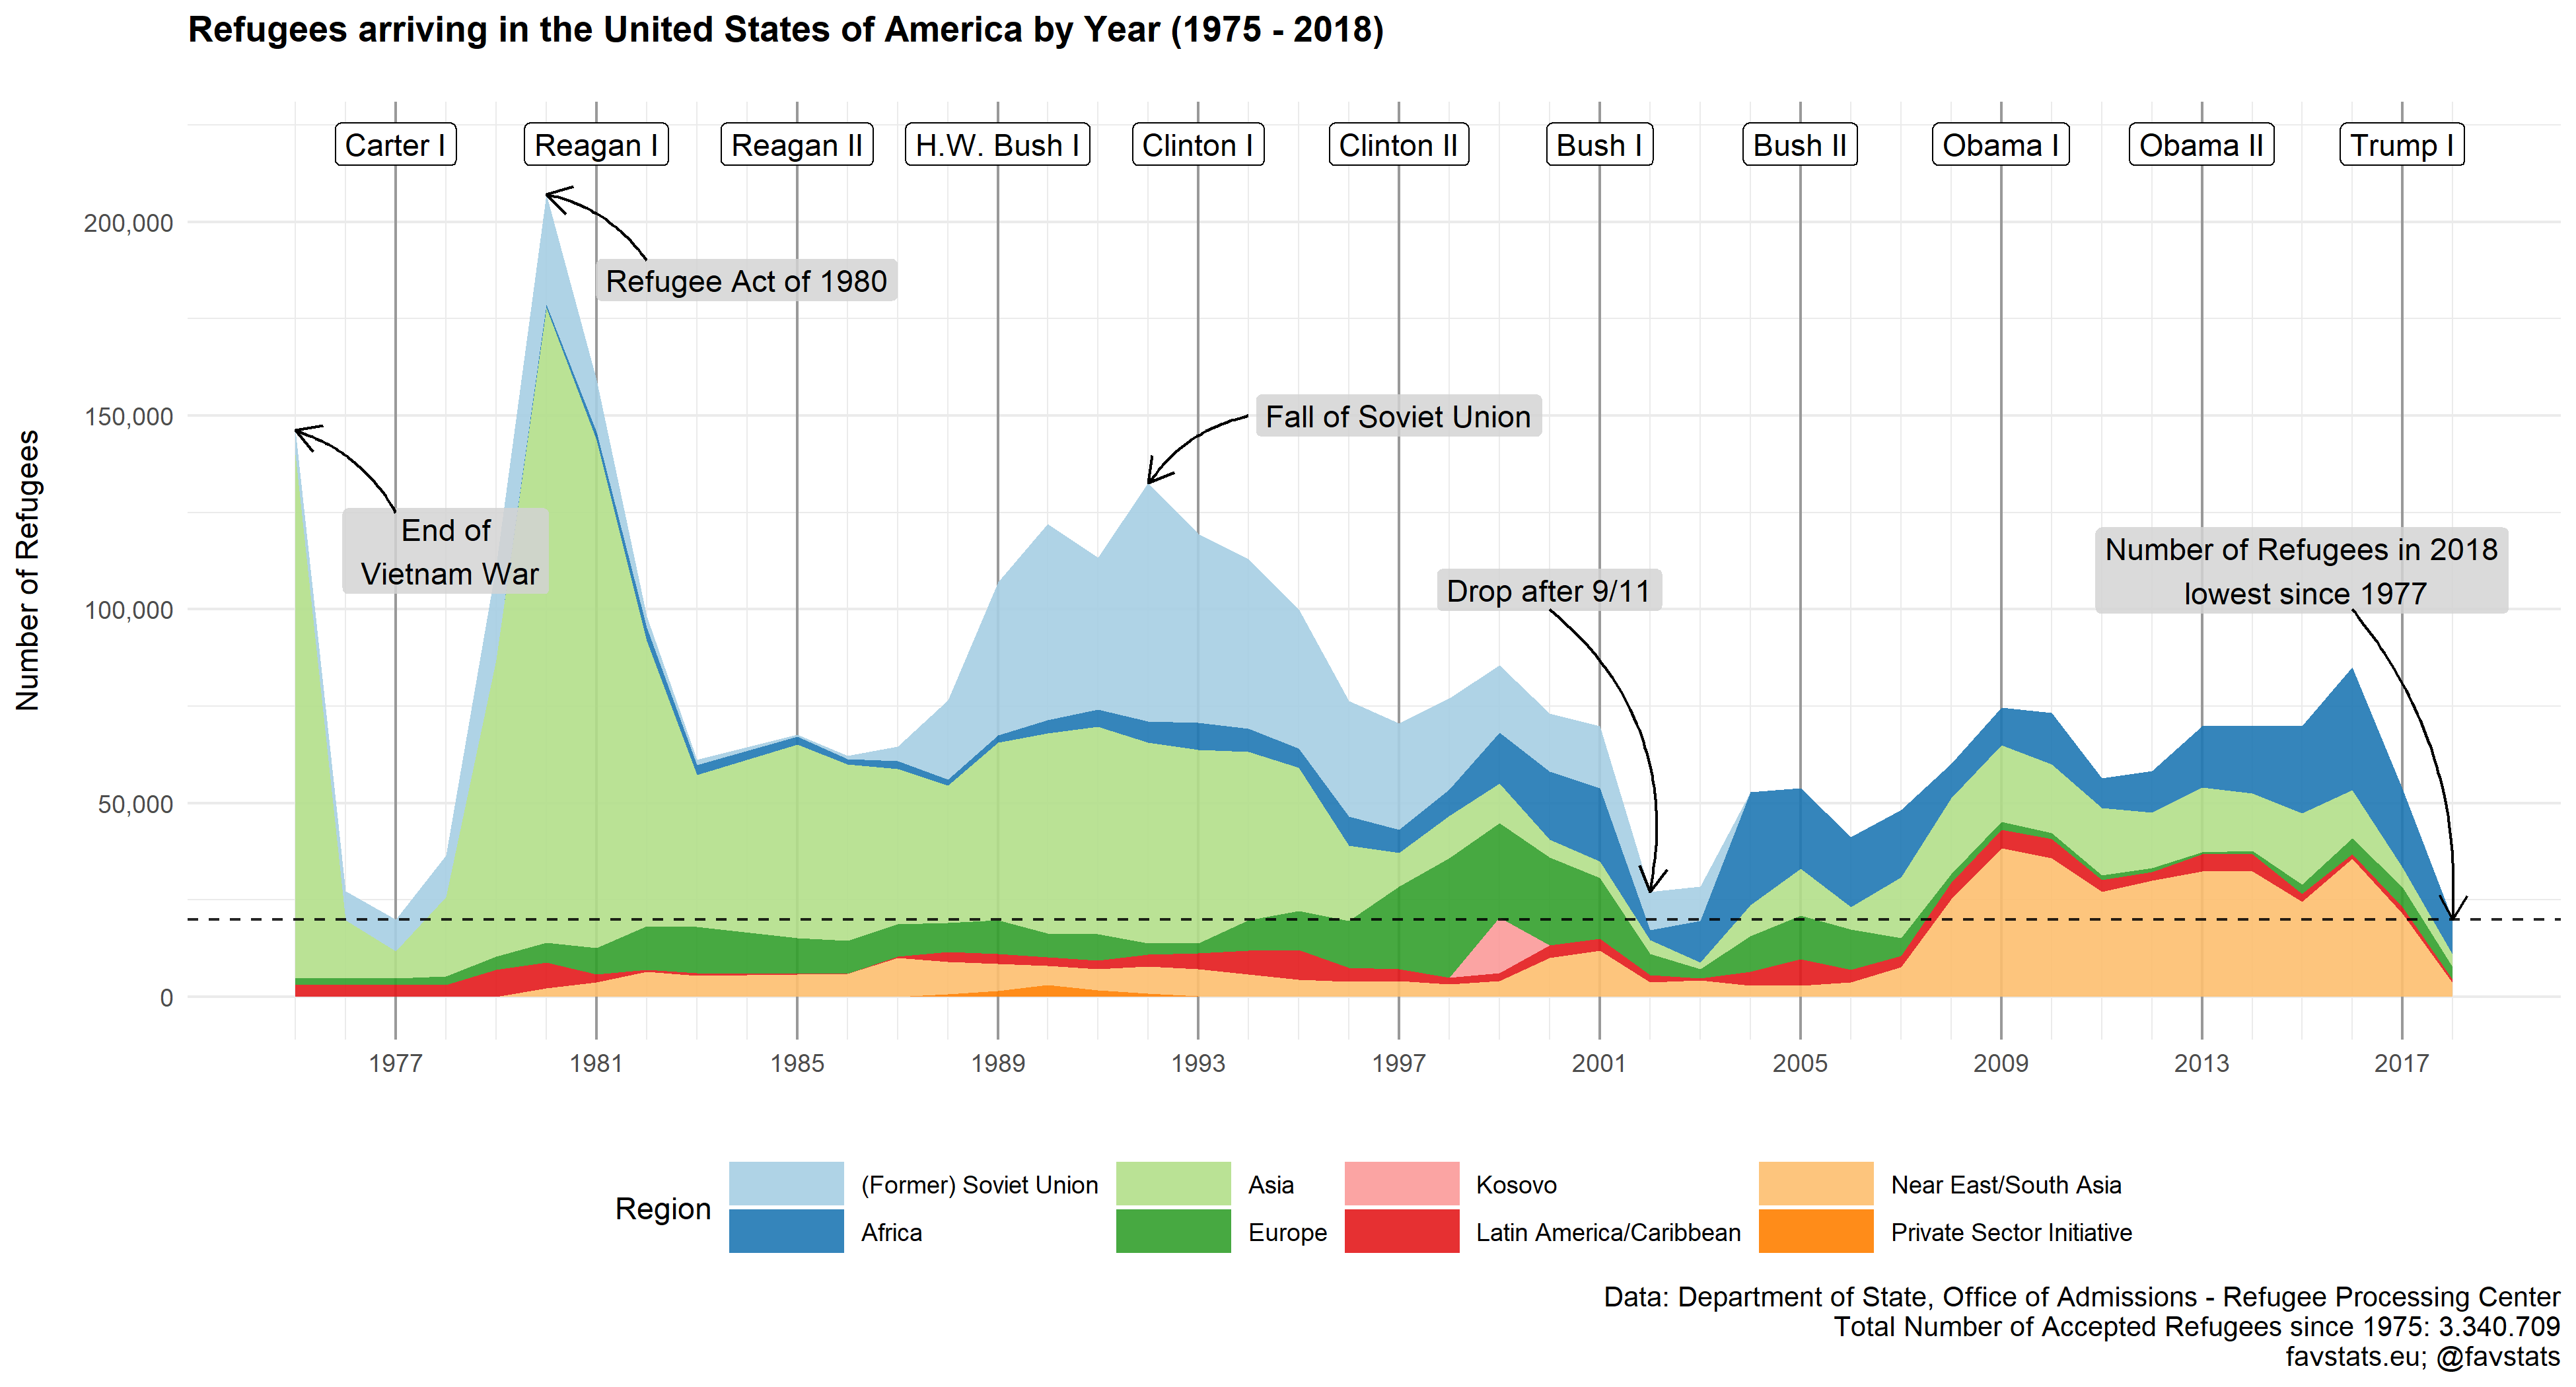 Refugees arriving in the United States of America by Year (1975 - 2018)
Carter I
Reagan I
Reagan II
H.W. Bush I
Clinton I
Clinton II
Bush I
Bush II
Obama I
Obama II
Trump I
Number of Refugees
200,000
150,000
100,000
50,000
0
Refugee Act of 1980
End of
Vietnam War
Fall of Soviet Union
Drop after 9/11
Number of Refugees in 2018
lowest since 1977
1977
1981
1985
1989
1993
1997
2001
2005
2009
2013
2017
Region
(Former) Soviet Union
Africa
Asia
Europe
Kosovo
Latin America/Caribbean
Near East/South Asia
Private Sector Initiative
Data: Department of State, Office of Admissions - Refugee Processing Center
Total Number of Accepted Refugees since 1975: 3.340.709
favstats.eu; @favstats